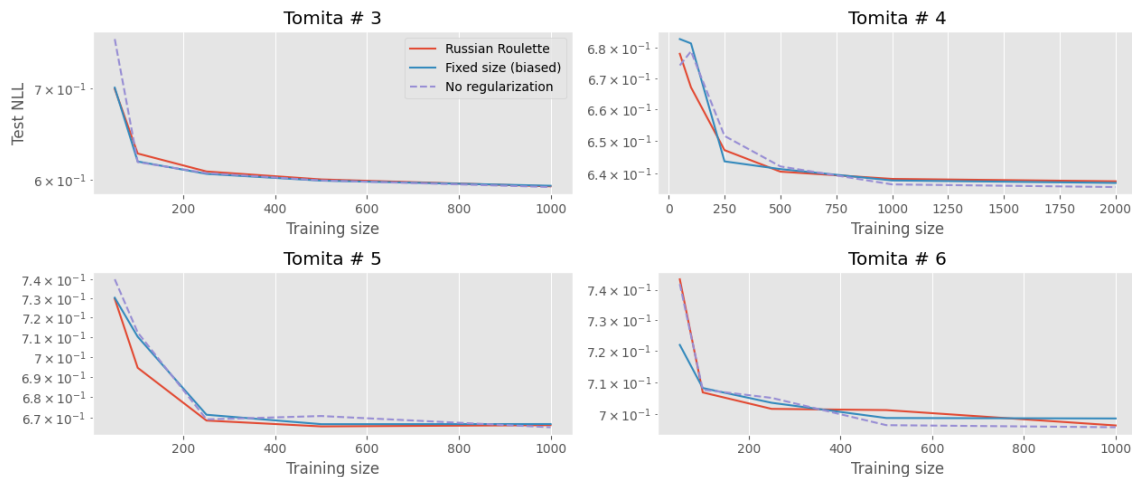 Tomita # 3
Test NLL
7 × 10⁻¹
6 × 10⁻¹
Russian Roulette
Fixed size (biased)
No regularization
200 400 600 800 1000
Training size
Tomita # 4
6.8 × 10⁻¹
6.7 × 10⁻¹
6.6 × 10⁻¹
6.5 × 10⁻¹
6.4 × 10⁻¹
0 250 500 750 1000 1250 1500 1750 2000
Training size
Tomita # 5
7.4 × 10⁻¹
7.3 × 10⁻¹
7.2 × 10⁻¹
7.1 × 10⁻¹
7 × 10⁻¹
6.9 × 10⁻¹
6.8 × 10⁻¹
6.7 × 10⁻¹
200 400 600 800 1000
Training size
Tomita # 6
7.4 × 10⁻¹
7.3 × 10⁻¹
7.2 × 10⁻¹
7.1 × 10⁻¹
7 × 10⁻¹
200 400 600 800 1000
Training size